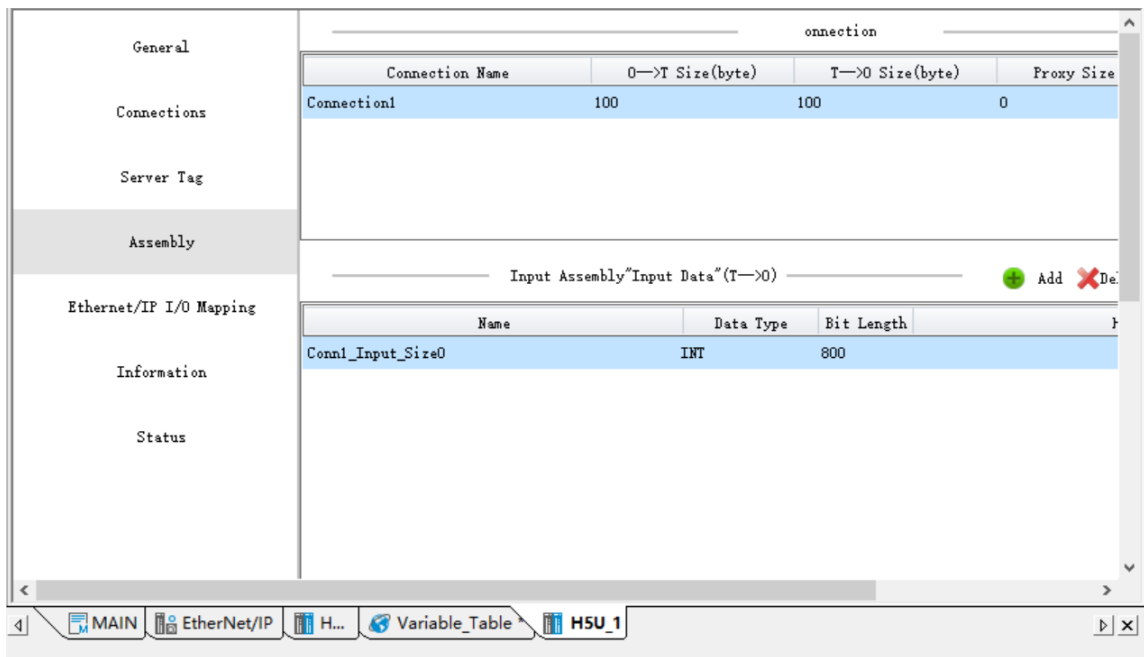 General
Connections
Server Tag
Assembly
Ethernet/IP I/O Mapping
Information
Status
onnection
Connection Name O—>T Size(byte) T—>O Size(byte) Proxy Size
Connection1 100 100 0
Input Assembly"Input Data"(T—>O) Add Del
Name Data Type Bit Length
Conn1_Input_Size0 INT 800
MAIN EtherNet/IP H... Variable_Table * H5U_1